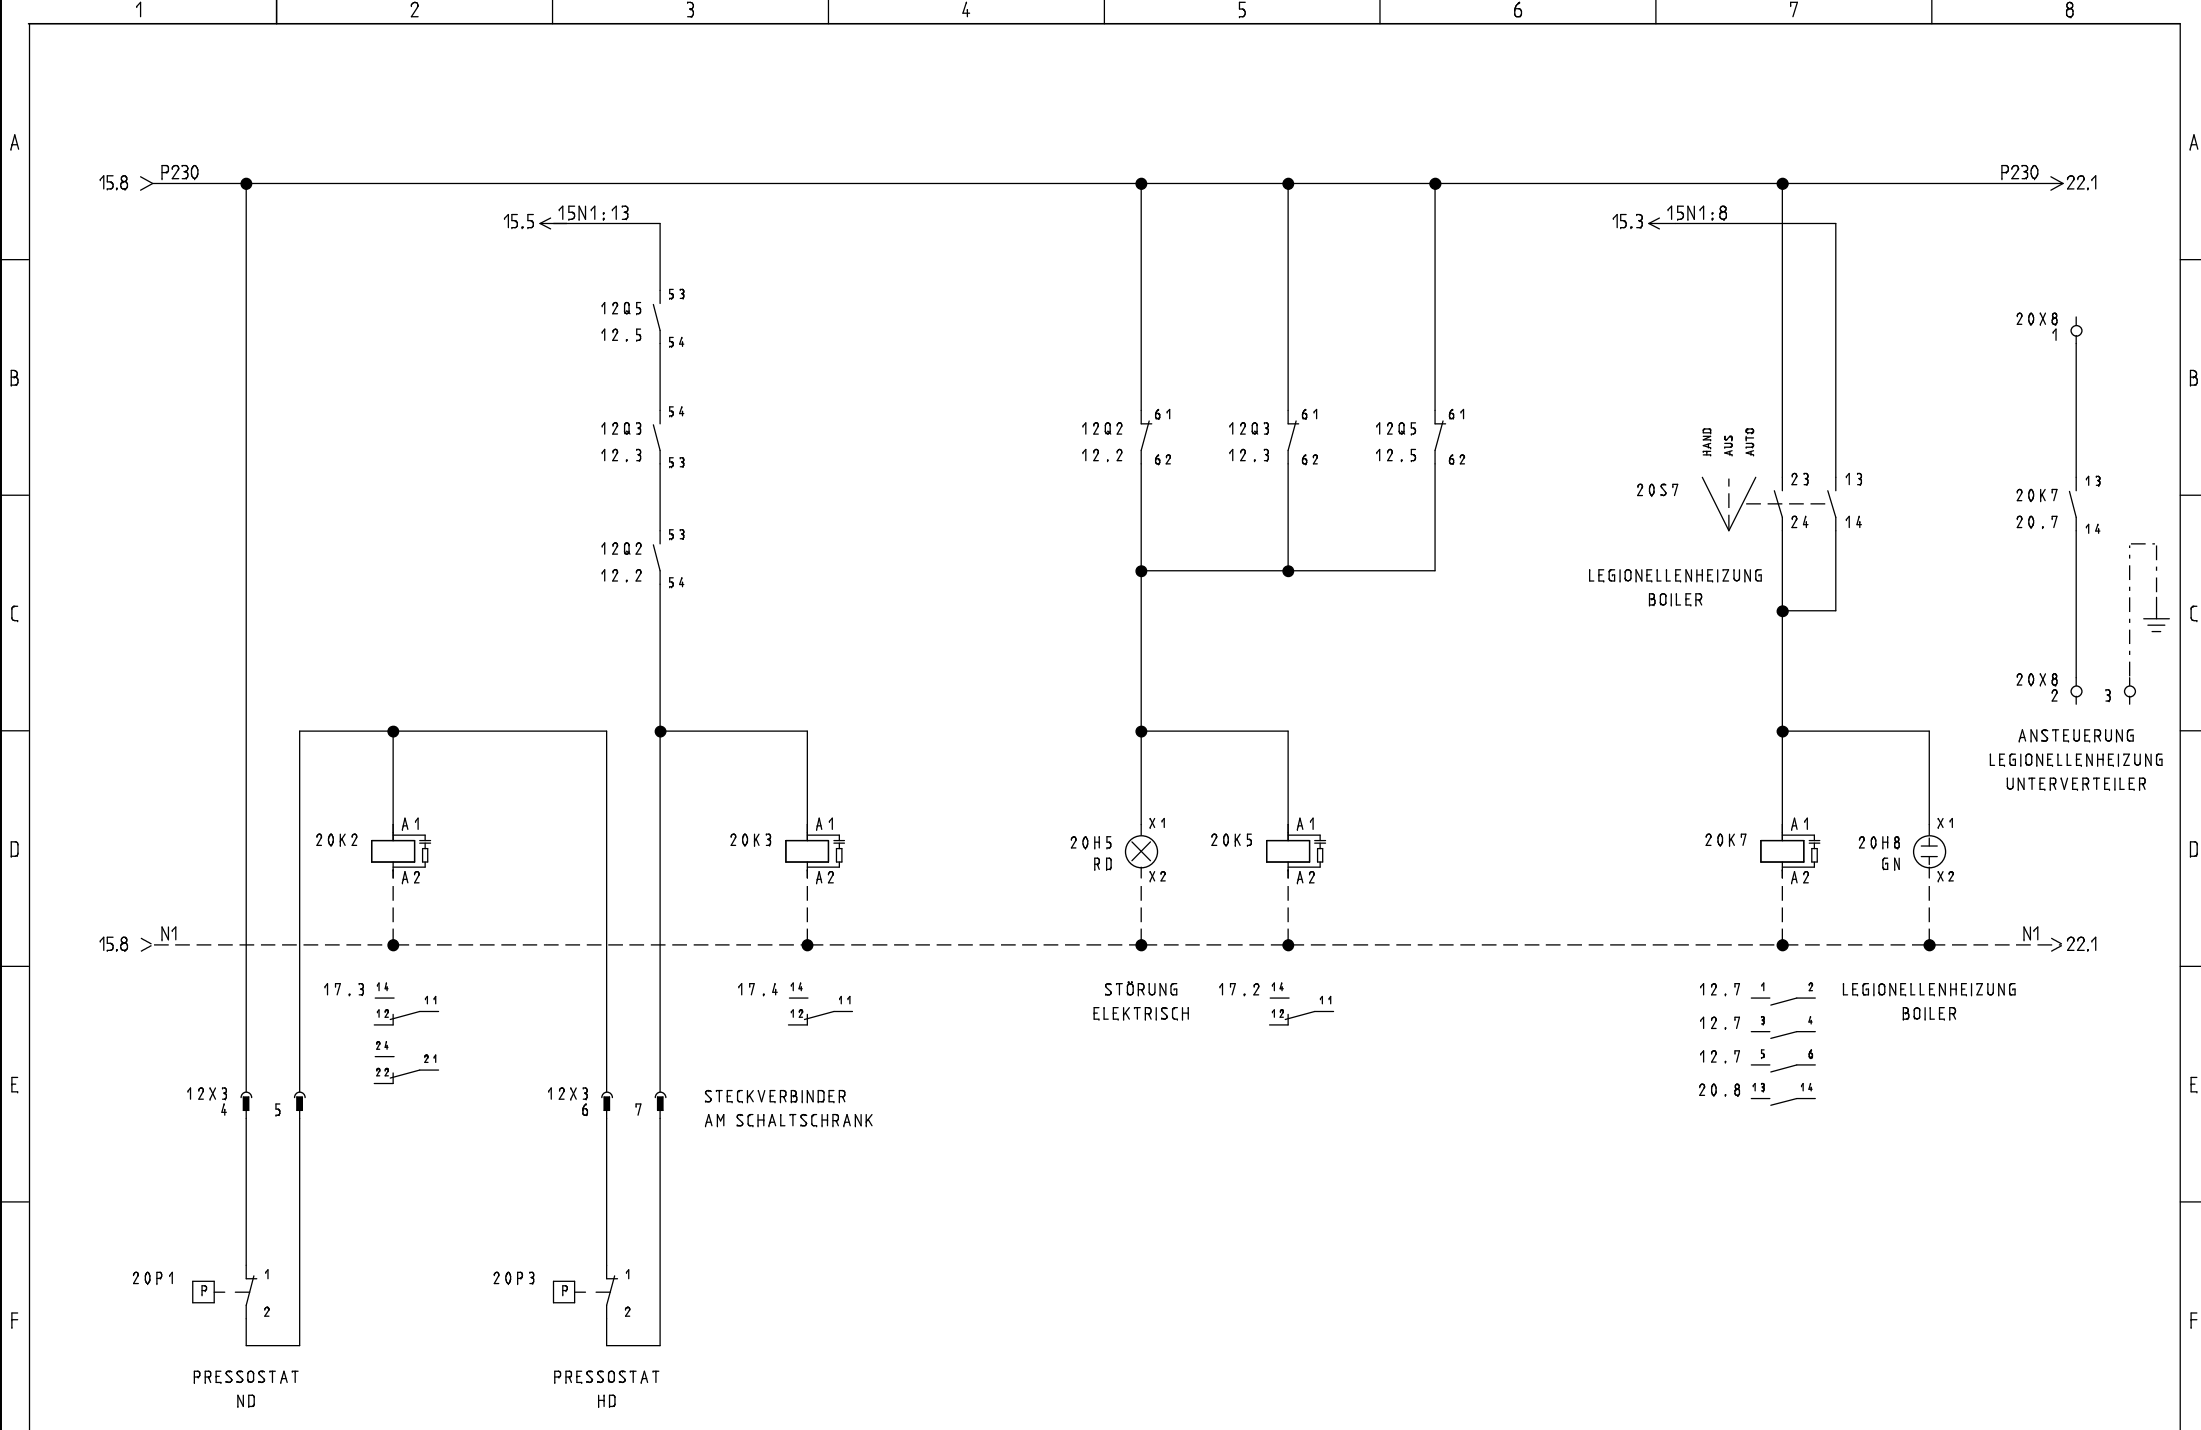 1 2 3 4 5 6 7 8
A A
15.8 P230 P230 22.1
15.5 15N1:13 15.3 15N1:8
B B
12Q5 53
12.5 54
20X8
1
12Q3 54
12.3 53
12Q2 61
12.2 62
12Q3 61
12.3 62
12Q5 61
12.5 62
HAND
AUS
AUTO
20S7 23 13
24 14
20K7 13
20.7 14
12Q2 53
12.2 54
LEGIONELLENHEIZUNG
BOILER
C C
20X8
2 3
ANSTEUERUNG
LEGIONELLENHEIZUNG
UNTERVERTEILER
D D
20K2 A1
A2
20K3 A1
A2
20H5 X1
RD X2
20K5 A1
A2
20K7 A1
A2
20H8 X1
GN X2
15.8 N1 N1 22.1
17.3 14 11
12
24 21
22
17.4 14 11
12
STÖRUNG
ELEKTRISCH
17.2 14 11
12
12.7 1 2
12.7 3 4
12.7 5 6
20.8 13 14
LEGIONELLENHEIZUNG
BOILER
E E
12X3
4 5
12X3
6 7
STECKVERBINDER
AM SCHALTSCHRANK
20P1 P 1
2
20P3 P 1
2
F F
PRESSOSTAT
ND
PRESSOSTAT
HD